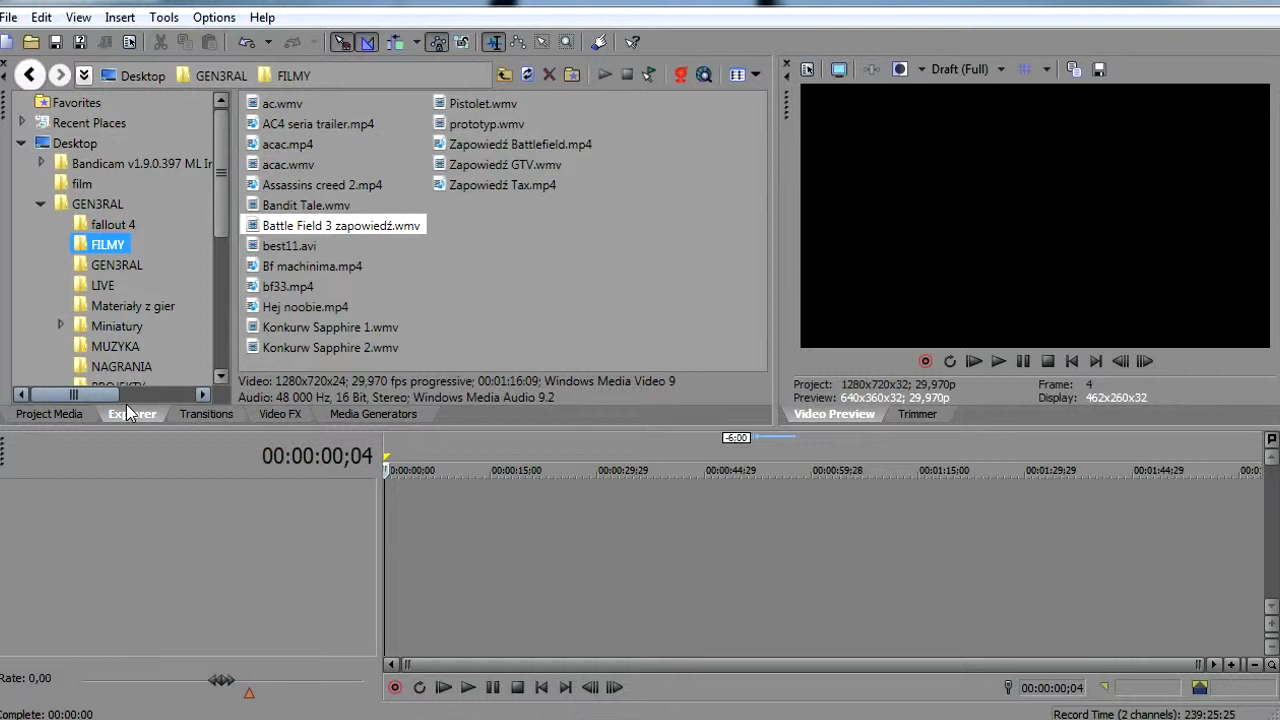 File Edit View Insert Tools Options Help
Desktop GEN3RAL FILMY
Draft (Full)
Favorites
Recent Places
Desktop
Bandicam v1.9.0.397 ML In
film
GEN3RAL
fallout 4
FILMY
GEN3RAL
LIVE
Materiały z gier
Miniatury
MUZYKA
NAGRANIA
PROJEKTY
ac.wmv
AC4 seria trailer.mp4
acac.mp4
acac.wmv
Assassins creed 2.mp4
Bandit Tale.wmv
Battle Field 3 zapowiedź.wmv
best11.avi
Bf machinima.mp4
bf33.mp4
Hej noobie.mp4
Konkurw Sapphire 1.wmv
Konkurw Sapphire 2.wmv
Pistolet.wmv
prototyp.wmv
Zapowiedź Battlefield.mp4
Zapowiedź GTV.wmv
Zapowiedź Tax.mp4
Video: 1280x720x24; 29,970 fps progressive; 00:01:16:09; Windows Media Video 9
Audio: 48 000 Hz, 16 Bit, Stereo; Windows Media Audio 9.2
Project Media Explorer Transitions Video FX Media Generators
Project: 1280x720x32; 29,970p Frame: 4
Preview: 640x360x32; 29,970p Display: 462x260x32
Video Preview Trimmer
-6:00
00:00:00;04
0:00:00;00 00:00:15;00 00:00:29;29 00:00:44;29 00:00:59;28 00:01:15;00 00:01:29;29 00:01:44;29 00:0
Rate: 0,00
00:00:00;04
Complete: 00:00:00
Record Time (2 channels): 239:25:25